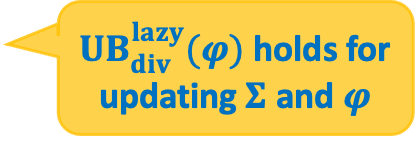 UB_div^lazy(φ) holds for
updating Σ and φ